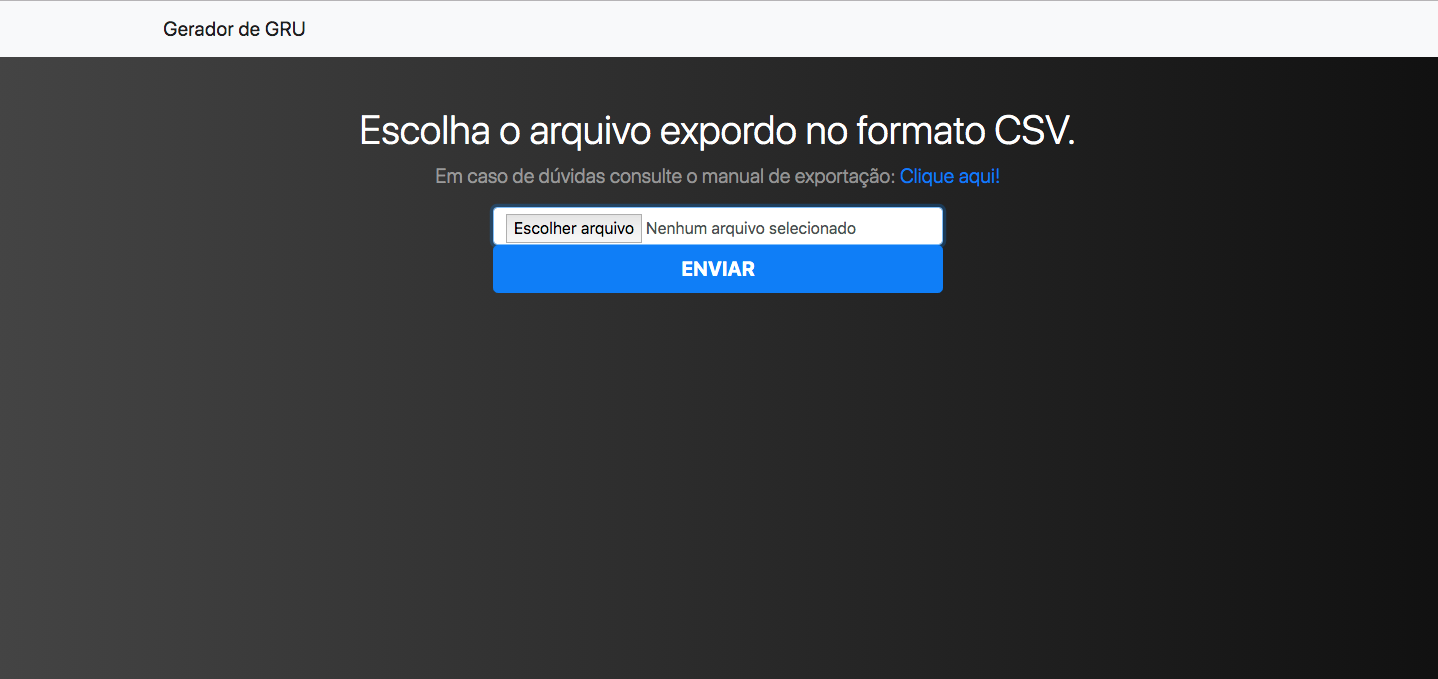 Gerador de GRU
Escolha o arquivo expordo no formato CSV.
Em caso de dúvidas consulte o manual de exportação: Clique aqui!
Escolher arquivo Nenhum arquivo selecionado
ENVIAR